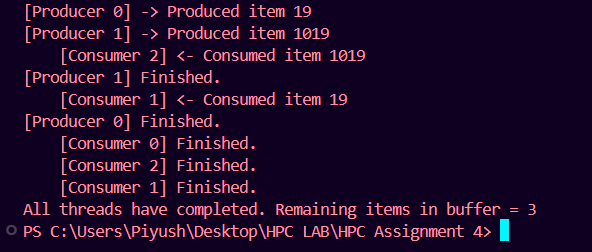 [Producer 0] -> Produced item 19
[Producer 1] -> Produced item 1019
[Consumer 2] <- Consumed item 1019
[Producer 1] Finished.
[Consumer 1] <- Consumed item 19
[Producer 0] Finished.
[Consumer 0] Finished.
[Consumer 2] Finished.
[Consumer 1] Finished.
All threads have completed. Remaining items in buffer = 3
PS C:\Users\Piyush\Desktop\HPC LAB\HPC Assignment 4>